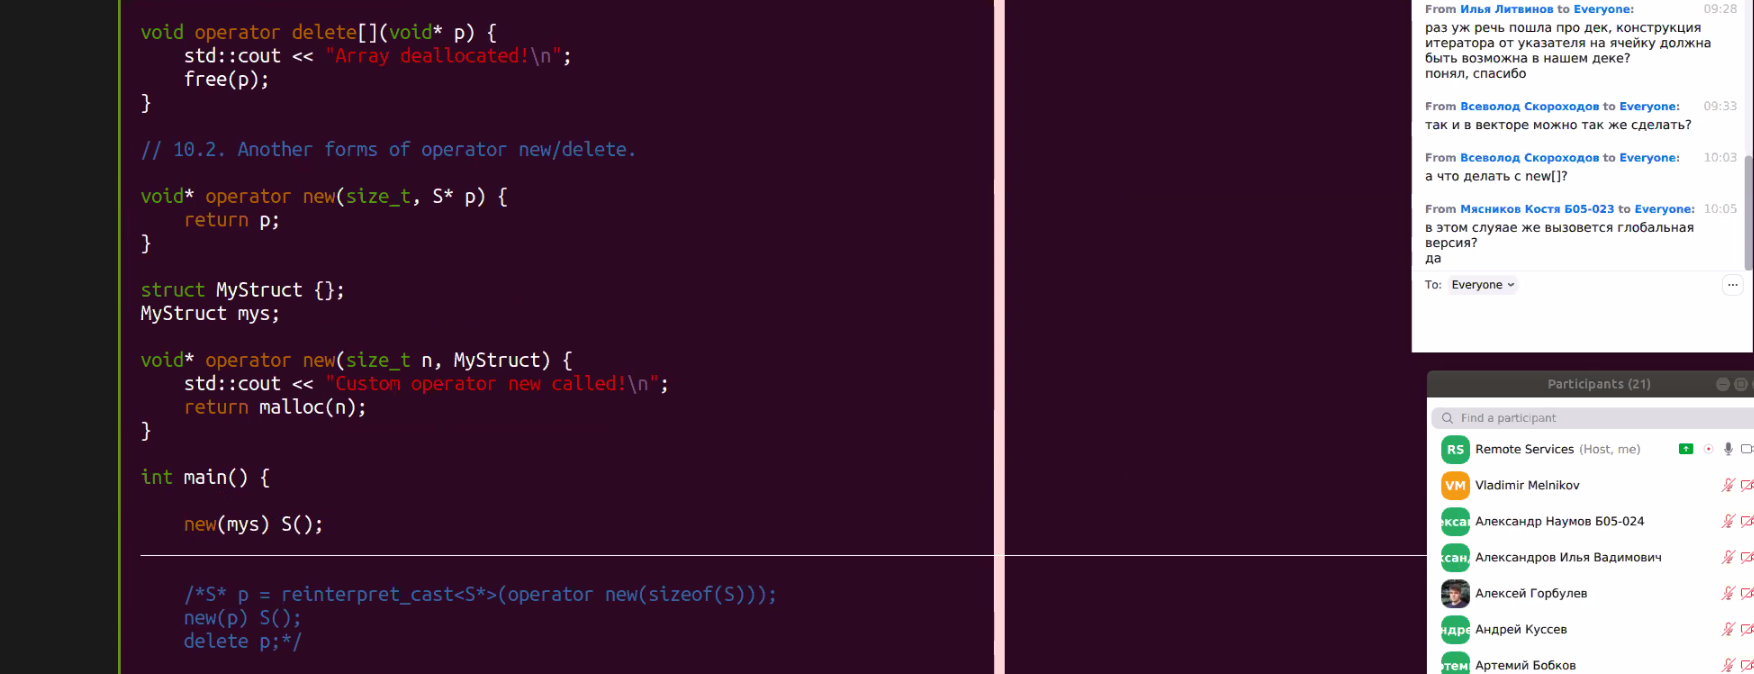 void operator delete[](void* p) {
    std::cout << "Array deallocated!\n";
    free(p);
}
// 10.2. Another forms of operator new/delete.
void* operator new(size_t, S* p) {
    return p;
}
struct MyStruct {};
MyStruct mys;
void* operator new(size_t n, MyStruct) {
    std::cout << "Custom operator new called!\n";
    return malloc(n);
}
int main() {
    new(mys) S();
    /*S* p = reinterpret_cast<S*>(operator new(sizeof(S)));
    new(p) S();
    delete p;*/
From Илья Литвинов to Everyone: 09:28
раз уж речь пошла про дек, конструкция
итератора от указателя на ячейку должна
быть возможна в нашем деке?
понял, спасибо
From Всеволод Скороходов to Everyone: 09:33
так и в векторе можно так же сделать?
From Всеволод Скороходов to Everyone: 10:03
а что делать с new[]?
From Мясников Костя Б05-023 to Everyone: 10:05
в этом слуяае же вызовется глобальная
версия?
да
To: Everyone
...
Participants (21)
Find a participant
RS Remote Services (Host, me)
VM Vladimir Melnikov
Александр Наумов Б05-024
Александров Илья Вадимович
Алексей Горбулев
Андрей Куссев
Артемий Бобков